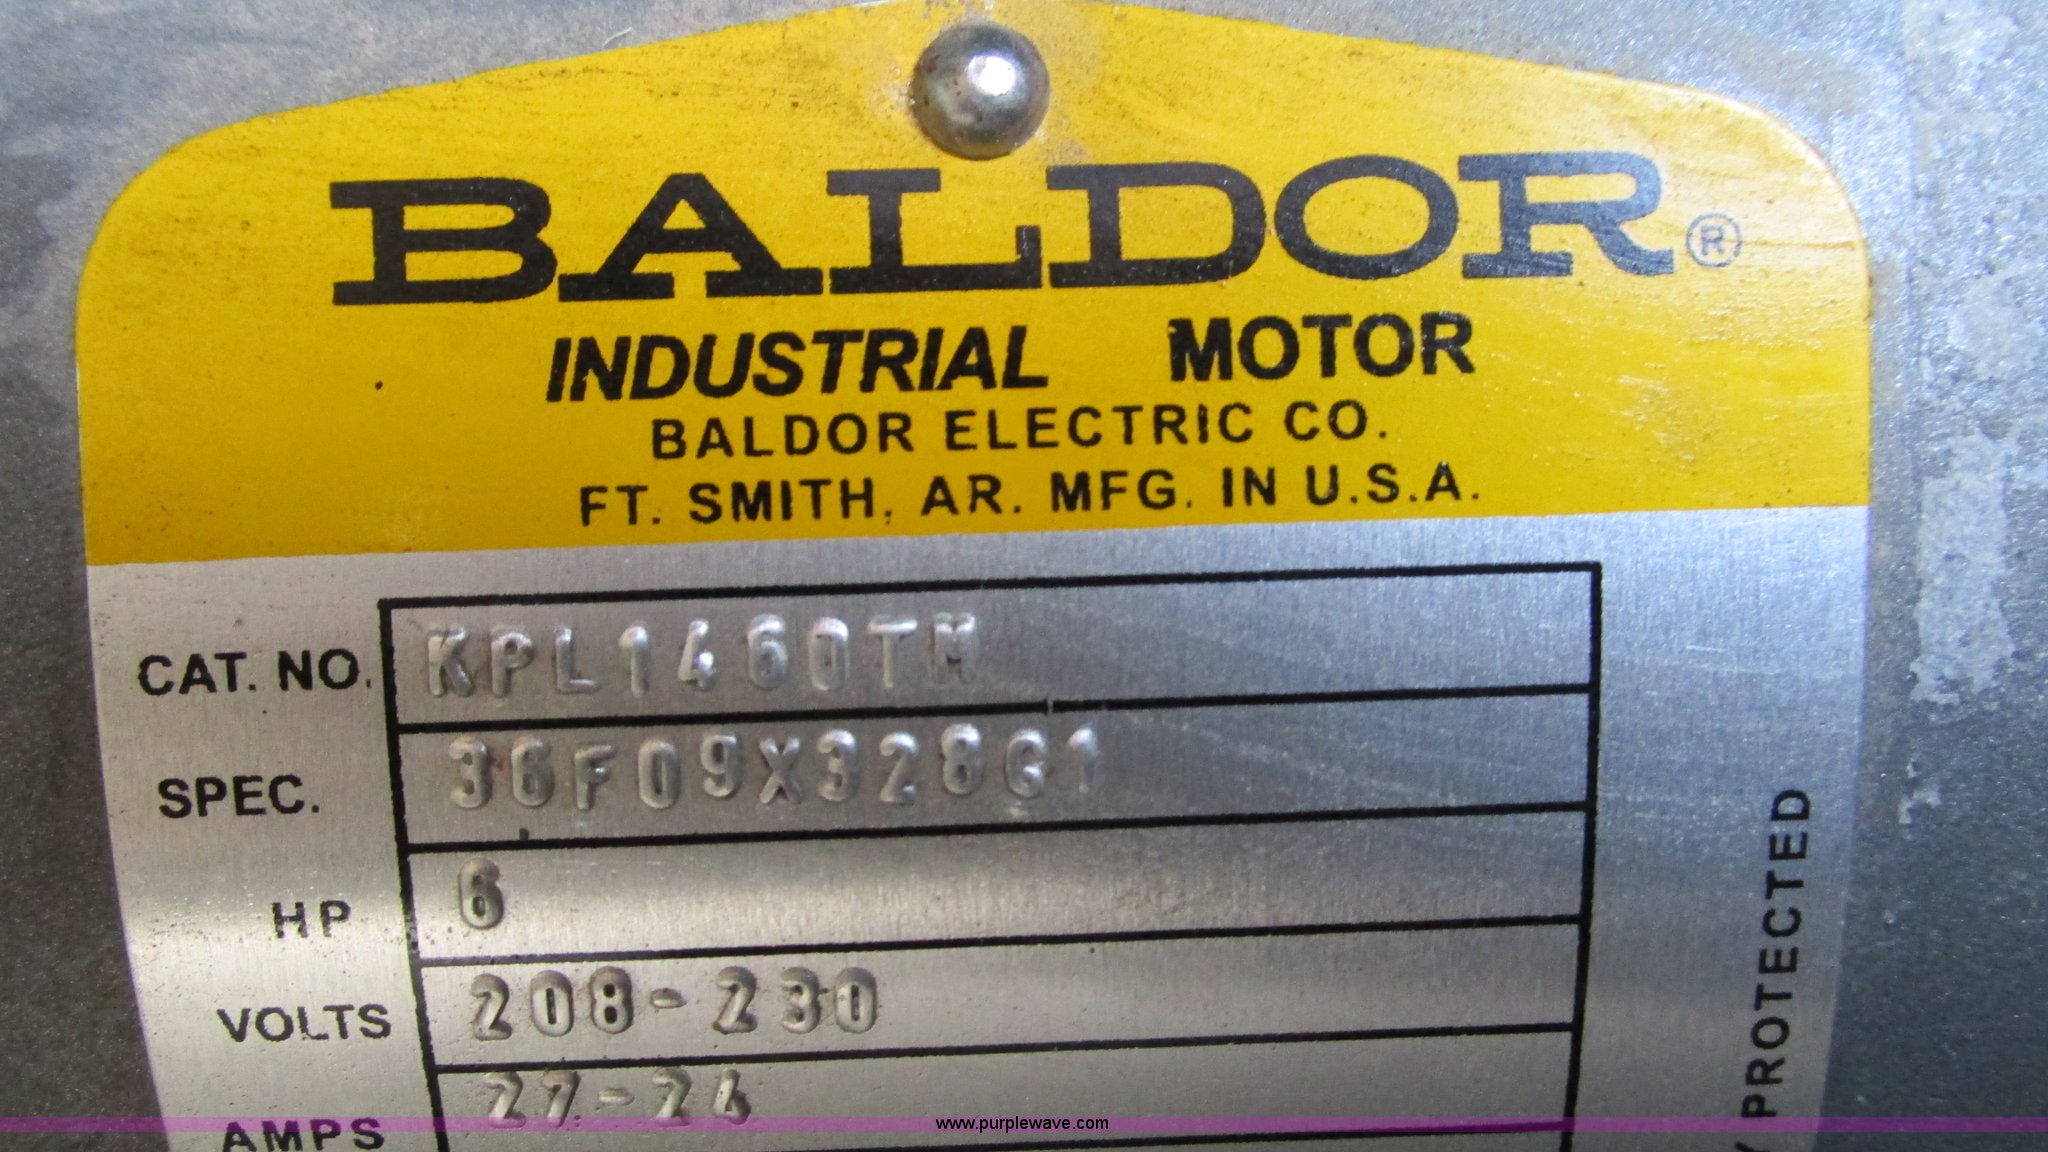 BALDOR®
INDUSTRIAL MOTOR
BALDOR ELECTRIC CO.
FT. SMITH, AR. MFG. IN U.S.A.
CAT. NO. KPL1460TM
SPEC. 36F09X328G1
HP 6
VOLTS 208-230
AMPS 27-24
PROTECTED
www.purplewave.com